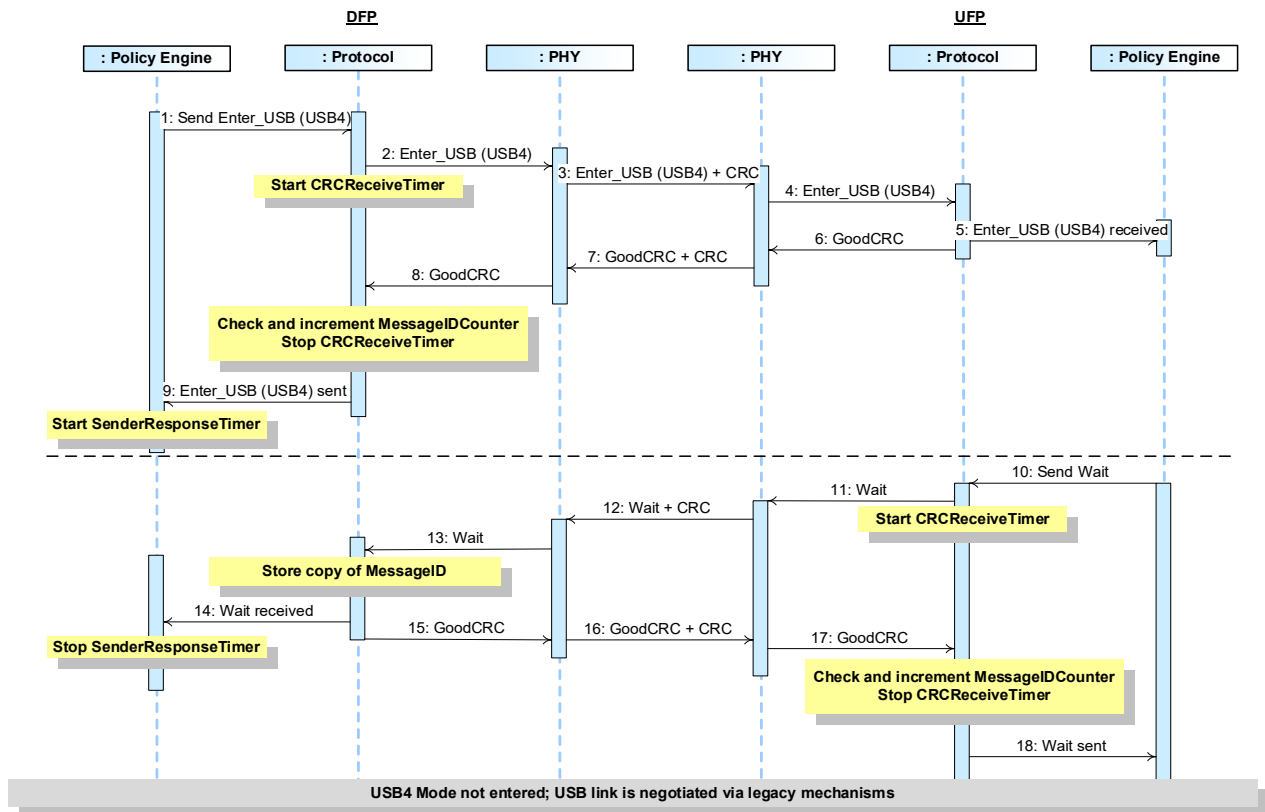 DFP
UFP
: Policy Engine
: Protocol
: PHY
: PHY
: Protocol
: Policy Engine
1: Send Enter_USB (USB4)
2: Enter_USB (USB4)
Start CRCReceiveTimer
3: Enter_USB (USB4) + CRC
4: Enter_USB (USB4)
5: Enter_USB (USB4) received
6: GoodCRC
7: GoodCRC + CRC
8: GoodCRC
Check and increment MessageIDCounter
Stop CRCReceiveTimer
9: Enter_USB (USB4) sent
Start SenderResponseTimer
10: Send Wait
11: Wait
Start CRCReceiveTimer
12: Wait + CRC
13: Wait
Store copy of MessageID
14: Wait received
Stop SenderResponseTimer
15: GoodCRC
16: GoodCRC + CRC
17: GoodCRC
Check and increment MessageIDCounter
Stop CRCReceiveTimer
18: Wait sent
USB4 Mode not entered; USB link is negotiated via legacy mechanisms